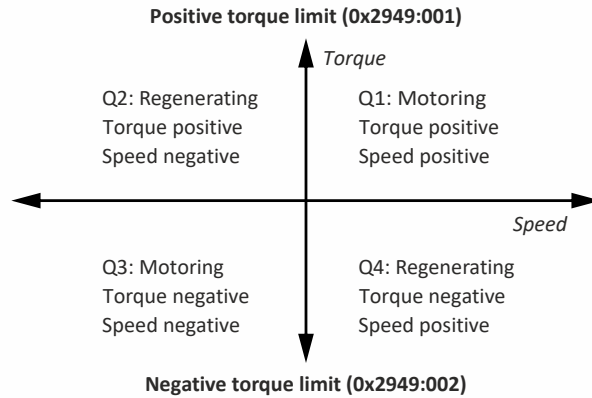 Positive torque limit (0x2949:001)
Torque
Q2: Regenerating
Torque positive
Speed negative
Q1: Motoring
Torque positive
Speed positive
Speed
Q3: Motoring
Torque negative
Speed negative
Q4: Regenerating
Torque negative
Speed positive
Negative torque limit (0x2949:002)